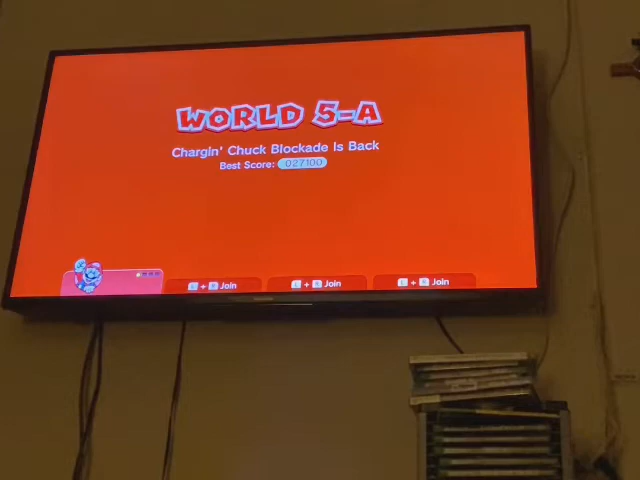 WORLD 5-A
Chargin' Chuck Blockade Is Back
Best Score: 027100
L + R Join
L + R Join
L + R Join